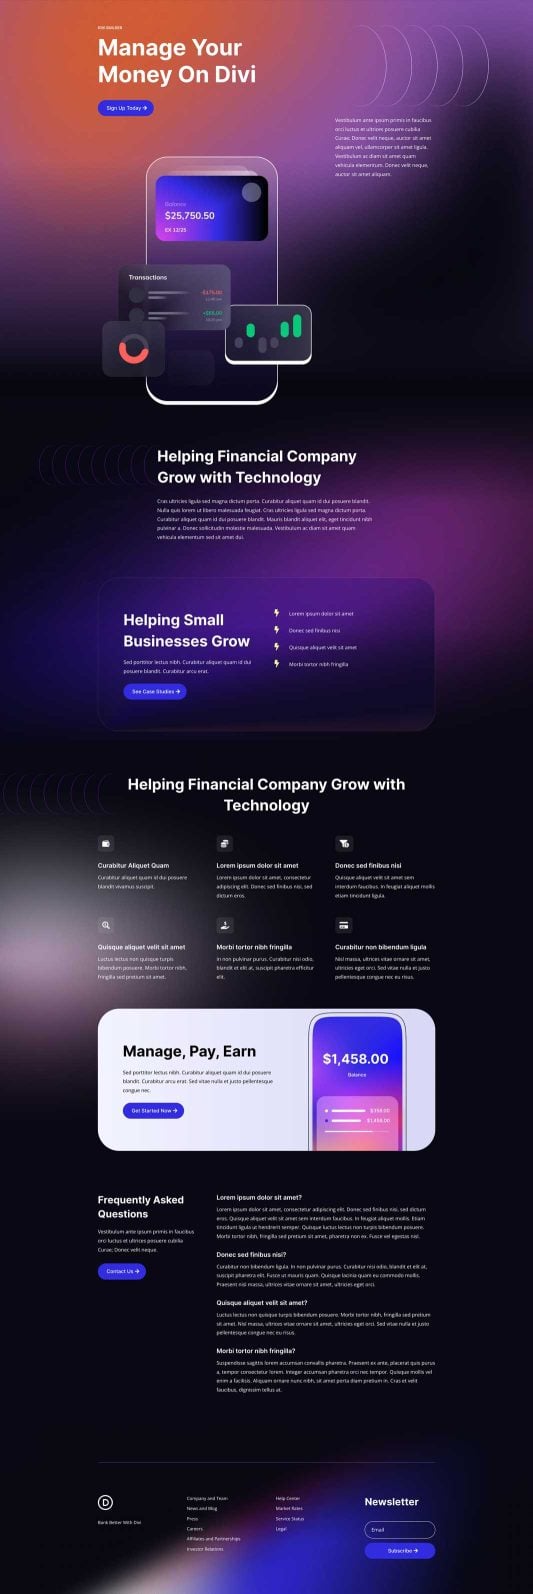 DIVI BUILDER
Manage Your
Money On Divi
Sign Up Today
Vestibulum ante ipsum primis in faucibus
orci luctus et ultrices posuere cubilia
Curae. Donec velit neque, auctor sit amet
aliquam vel, ullamcorper sit amet ligula.
Vestibulum ac diam sit amet quam
vehicula elementum. Donec velit neque,
auctor sit amet aliquam.
Balance
$25,750.50
EX 12/25
Transactions
-$175.00
+$55.00
Helping Financial Company
Grow with Technology
Cras ultricies ligula sed magna dictum porta. Curabitur aliquet quam id dui posuere blandit.
Nulla quis lorem ut libero malesuada feugiat. Cras ultricies ligula sed magna dictum porta.
Curabitur aliquet quam id dui posuere blandit. Mauris blandit aliquet elit, eget tincidunt nibh
pulvinar a. Donec sollicitudin molestie malesuada. Vestibulum ac diam sit amet quam
vehicula elementum sed sit amet dui.
Helping Small
Businesses Grow
Sed porttitor lectus nibh. Curabitur aliquet quam id dui
posuere blandit. Curabitur arcu erat.
See Case Studies
Lorem ipsum dolor sit amet
Donec sed finibus nisi
Quisque aliquet velit sit amet
Morbi tortor nibh fringilla
Helping Financial Company Grow with
Technology
Curabitur Aliquet Quam
Curabitur aliquet quam id dui posuere
blandit vivamus suscipit.
Lorem ipsum dolor sit amet
Lorem ipsum dolor sit amet, consectetur
adipiscing elit. Donec sed finibus nisi, sed
dictum eros.
Donec sed finibus nisi
Quisque aliquet velit sit amet sem
interdum faucibus. In feugiat aliquet mollis
etiam tincidunt ligula.
Quisque aliquet velit sit amet
Luctus lectus non quisque turpis
bibendum posuere. Morbi tortor nibh,
fringilla sed pretium sit amet.
Morbi tortor nibh fringilla
In non pulvinar purus. Curabitur nisi odio,
blandit et elit at, suscipit pharetra efficitur
elit.
Curabitur non bibendum ligula
Nisl massa, ultrices vitae ornare sit amet,
ultricies eget orci. Sed vitae nulla et justo
pellentesque congue nec eu risus.
Manage, Pay, Earn
Sed porttitor lectus nibh. Curabitur aliquet quam id dui posuere
blandit. Curabitur arcu erat. Sed vitae nulla et justo pellentesque
congue nec.
Get Started Now
$1,458.00
Balance
$358.00
$1,458.00
Frequently Asked
Questions
Vestibulum ante ipsum primis in faucibus
orci luctus et ultrices posuere cubilia
Curae; Donec velit neque.
Contact Us
Lorem ipsum dolor sit amet?
Lorem ipsum dolor sit amet, consectetur adipiscing elit. Donec sed finibus nisi, sed dictum
eros. Quisque aliquet velit sit amet sem interdum faucibus. In feugiat aliquet mollis. Etiam
tincidunt ligula ut hendrerit semper. Quisque luctus lectus non turpis bibendum posuere.
Morbi tortor nibh, fringilla sed pretium sit amet, pharetra non ex. Fusce vel egestas nisl.
Donec sed finibus nisi?
Curabitur non bibendum ligula. In non pulvinar purus. Curabitur nisi odio, blandit et elit at,
suscipit pharetra elit. Fusce ut mauris quam. Quisque lacinia quam eu commodo mollis.
Praesent nisl massa, ultrices vitae ornare sit amet, ultricies eget orci.
Quisque aliquet velit sit amet?
Luctus lectus non quisque turpis bibendum posuere. Morbi tortor nibh, fringilla sed pretium
sit amet. Nisl massa, ultrices vitae ornare sit amet, ultricies eget orci. Sed vitae nulla et justo
pellentesque congue nec eu risus.
Morbi tortor nibh fringilla?
Suspendisse sagittis lorem accumsan convallis pharetra. Praesent ex ante, placerat quis purus
a, tempor consectetur lorem. Integer accumsan pharetra orci nec tempor. Quisque mollis vel
enim a facilisis. Aliquam ornare nunc nibh, sit amet porta diam pretium in. Cras et velit
faucibus, dignissim tellus at.
D
Bank Better With Divi
Company and Team
News and Blog
Press
Careers
Affiliates and Partnerships
Investor Relations
Help Center
Market Rates
Service Status
Legal
Newsletter
Email
Subscribe